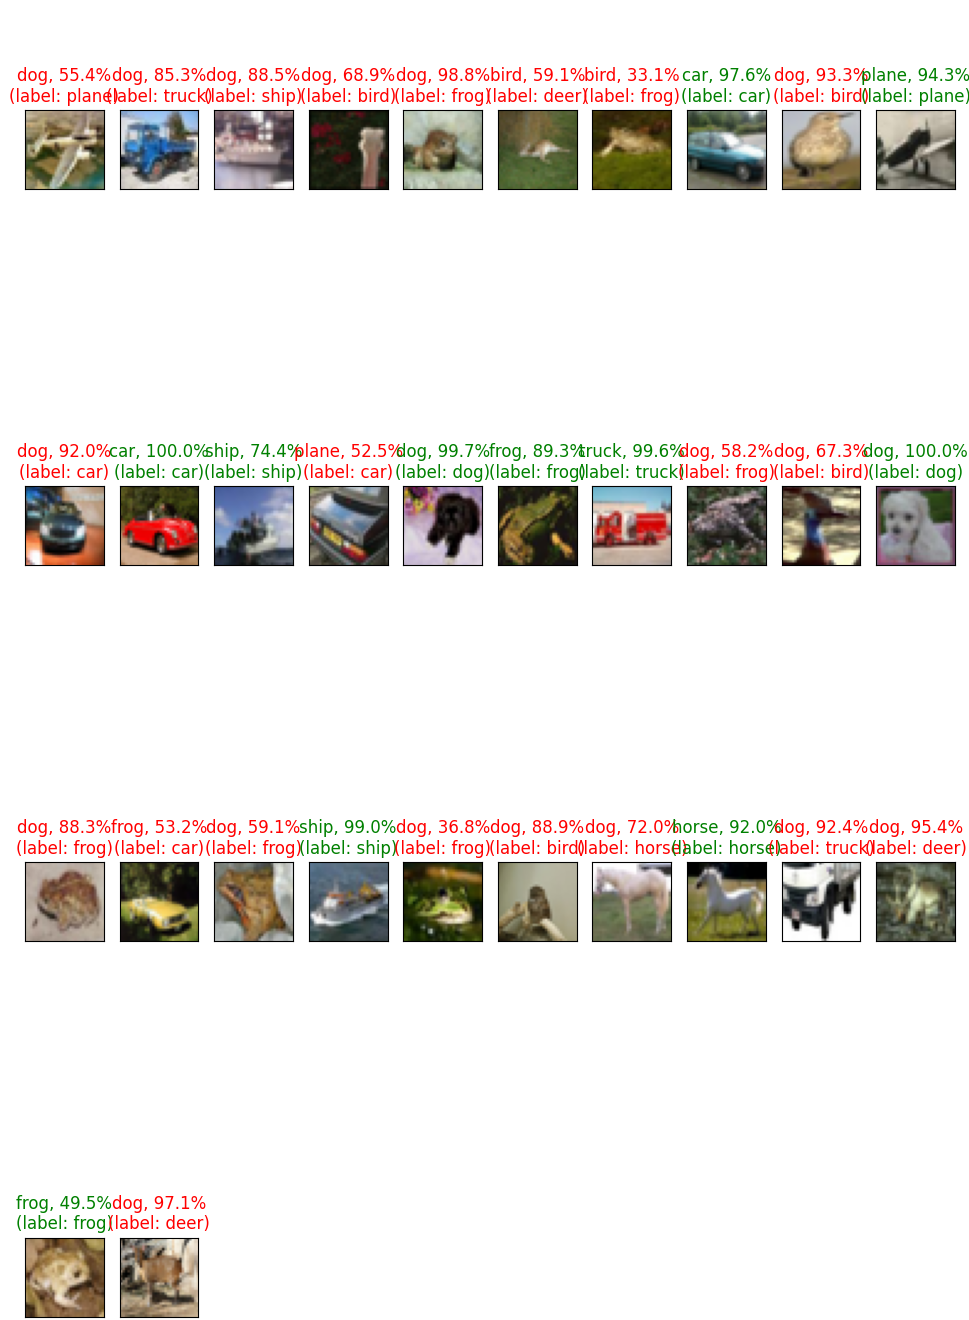 dog, 55.4% dog, 85.3% dog, 88.5% dog, 68.9% dog, 98.8% bird, 59.1% bird, 33.1% car, 97.6% dog, 93.3% plane, 94.3%
(label: plane) (label: truck) (label: ship) (label: bird) (label: frog) (label: deer) (label: frog) (label: car) (label: bird) (label: plane)
dog, 92.0% car, 100.0% ship, 74.4% plane, 52.5% dog, 99.7% frog, 89.3% truck, 99.6% dog, 58.2% dog, 67.3% dog, 100.0%
(label: car) (label: car) (label: ship) (label: car) (label: dog) (label: frog) (label: truck) (label: frog) (label: bird) (label: dog)
dog, 88.3% frog, 53.2% dog, 59.1% ship, 99.0% dog, 36.8% dog, 88.9% dog, 72.0% horse, 92.0% dog, 92.4% dog, 95.4%
(label: frog) (label: car) (label: frog) (label: ship) (label: frog) (label: bird) (label: horse) (label: horse) (label: truck) (label: deer)
frog, 49.5% dog, 97.1%
(label: frog) (label: deer)